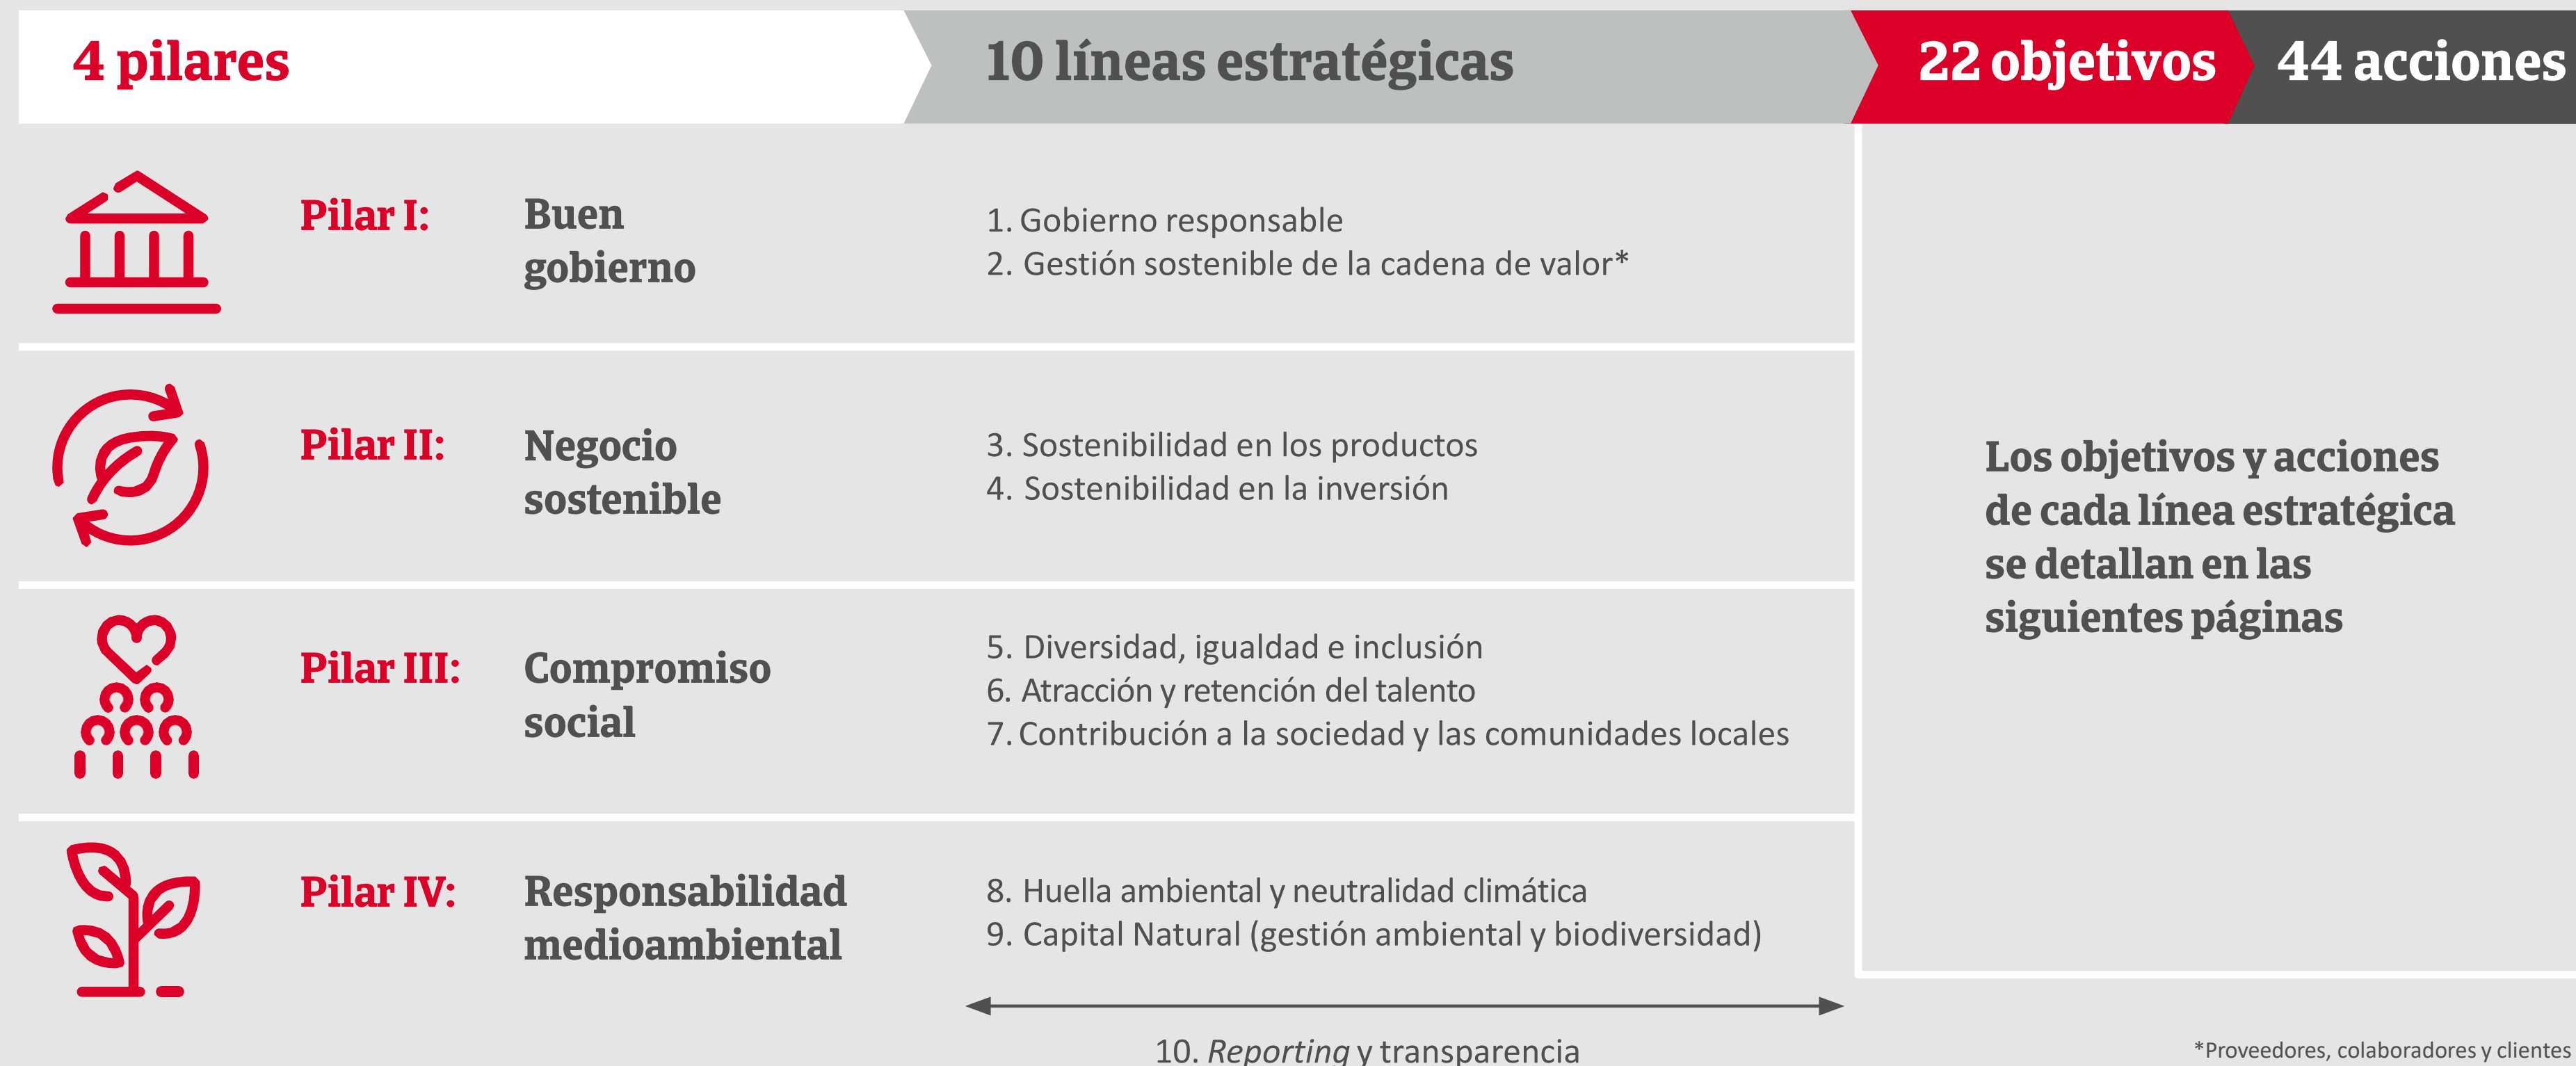 4 pilares
10 líneas estratégicas
22 objetivos
44 acciones
Pilar I:
Buen
gobierno
1. Gobierno responsable
2. Gestión sostenible de la cadena de valor*
Pilar II:
Negocio
sostenible
3. Sostenibilidad en los productos
4. Sostenibilidad en la inversión
Pilar III:
Compromiso
social
5. Diversidad, igualdad e inclusión
6. Atracción y retención del talento
7. Contribución a la sociedad y las comunidades locales
Pilar IV:
Responsabilidad
medioambiental
8. Huella ambiental y neutralidad climática
9. Capital Natural (gestión ambiental y biodiversidad)
10. Reporting y transparencia
Los objetivos y acciones
de cada línea estratégica
se detallan en las
siguientes páginas
*Proveedores, colaboradores y clientes